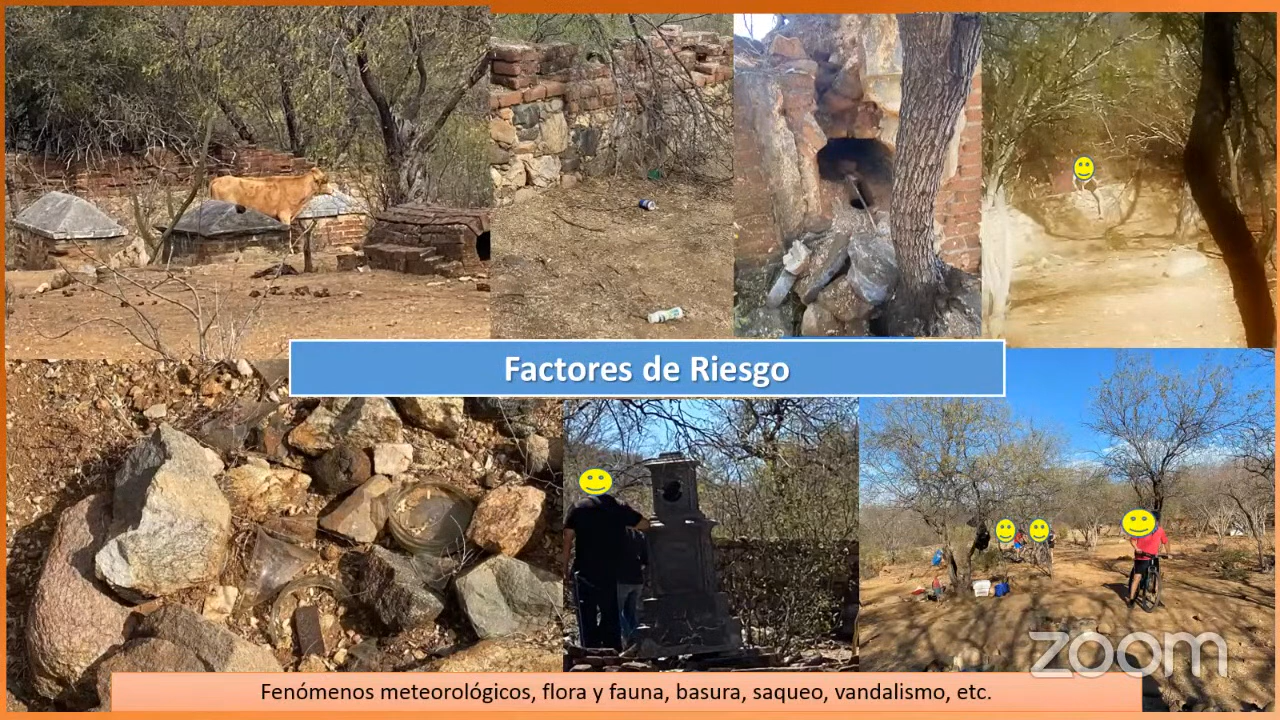 Factores de Riesgo
zoom
Fenómenos meteorológicos, flora y fauna, basura, saqueo, vandalismo, etc.